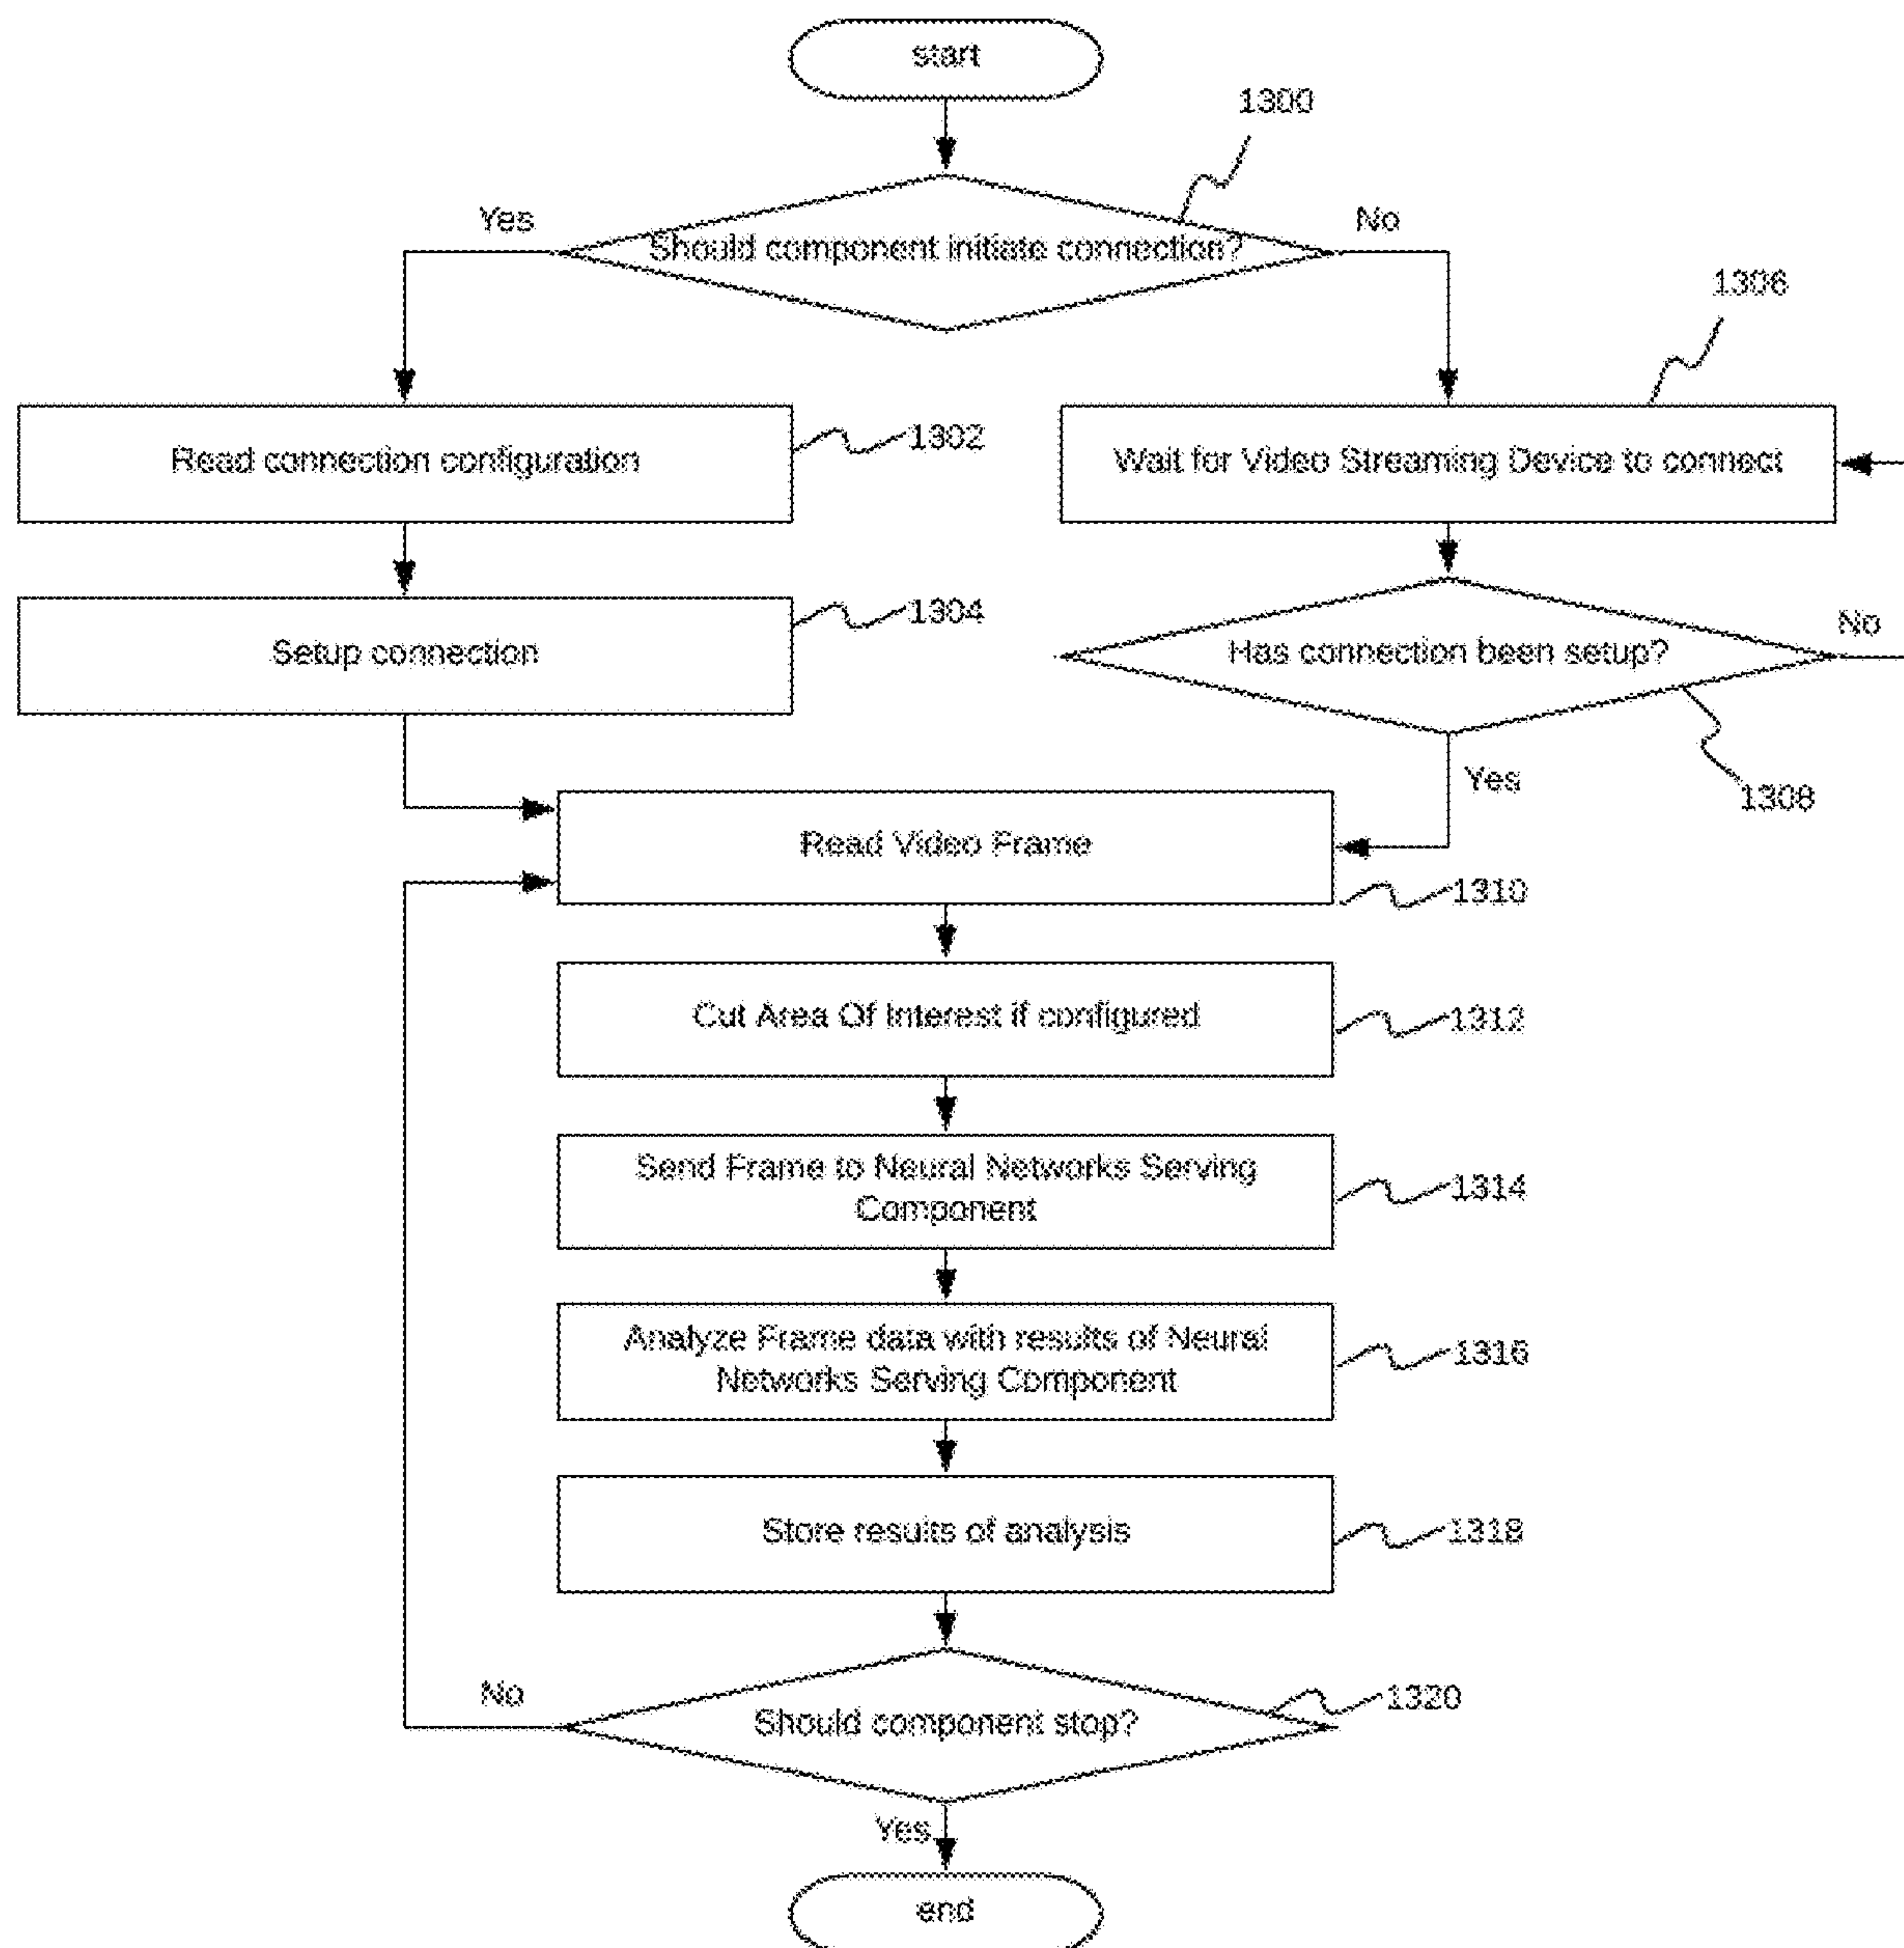 start
1300
Yes
No
Should component initiate connection?
1306
Read connection configuration
1302
Wait for Video Streaming Device to connect
Setup connection
1304
Has connection been setup?
No
Yes
1308
Read Video Frame
1310
Cut Area Of Interest if configured
1312
Send Frame to Neural Networks Serving
Component
1314
Analyze Frame data with results of Neural
Networks Serving Component
1316
Store results of analysis
1318
No
Should component stop?
1320
Yes
end